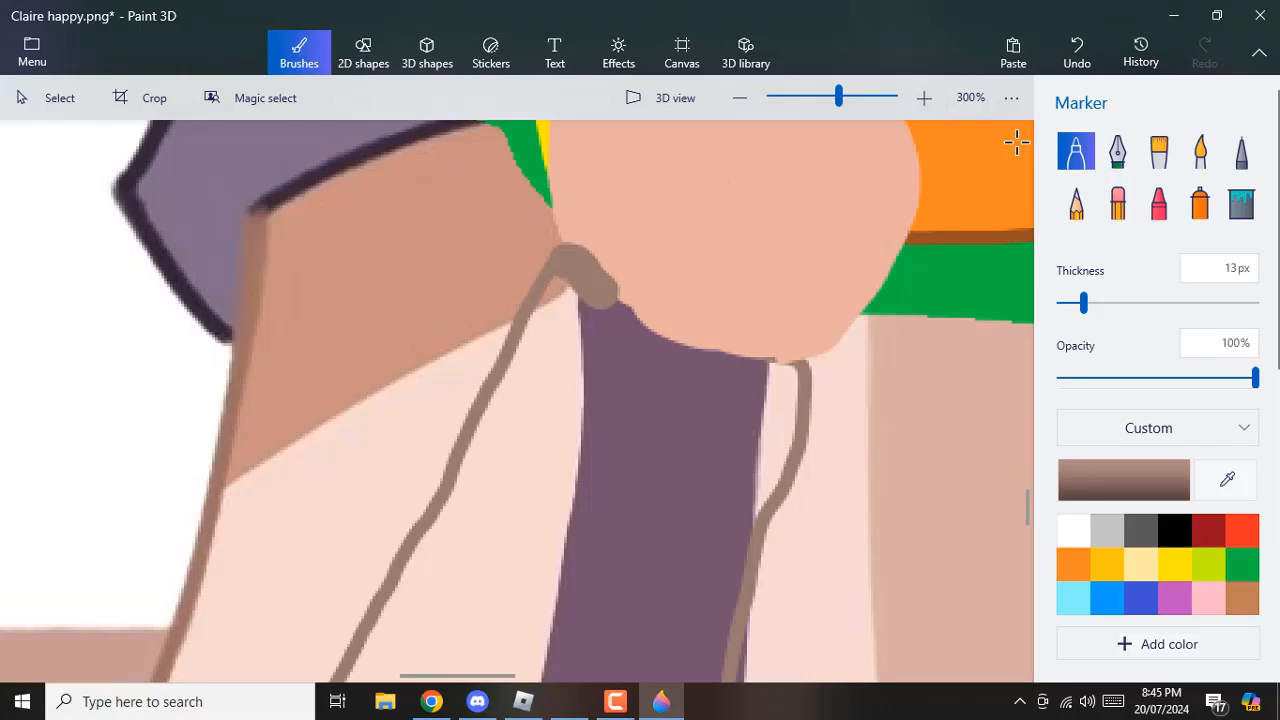 Claire happy.png* - Paint 3D
Menu
Brushes
2D shapes
3D shapes
Stickers
Text
Effects
Canvas
3D library
Paste
Undo
History
Redo
Select
Crop
Magic select
3D view
300%
Marker
Thickness
13px
Opacity
100%
Custom
Add color
Type here to search
8:45 PM
20/07/2024
17
PRE